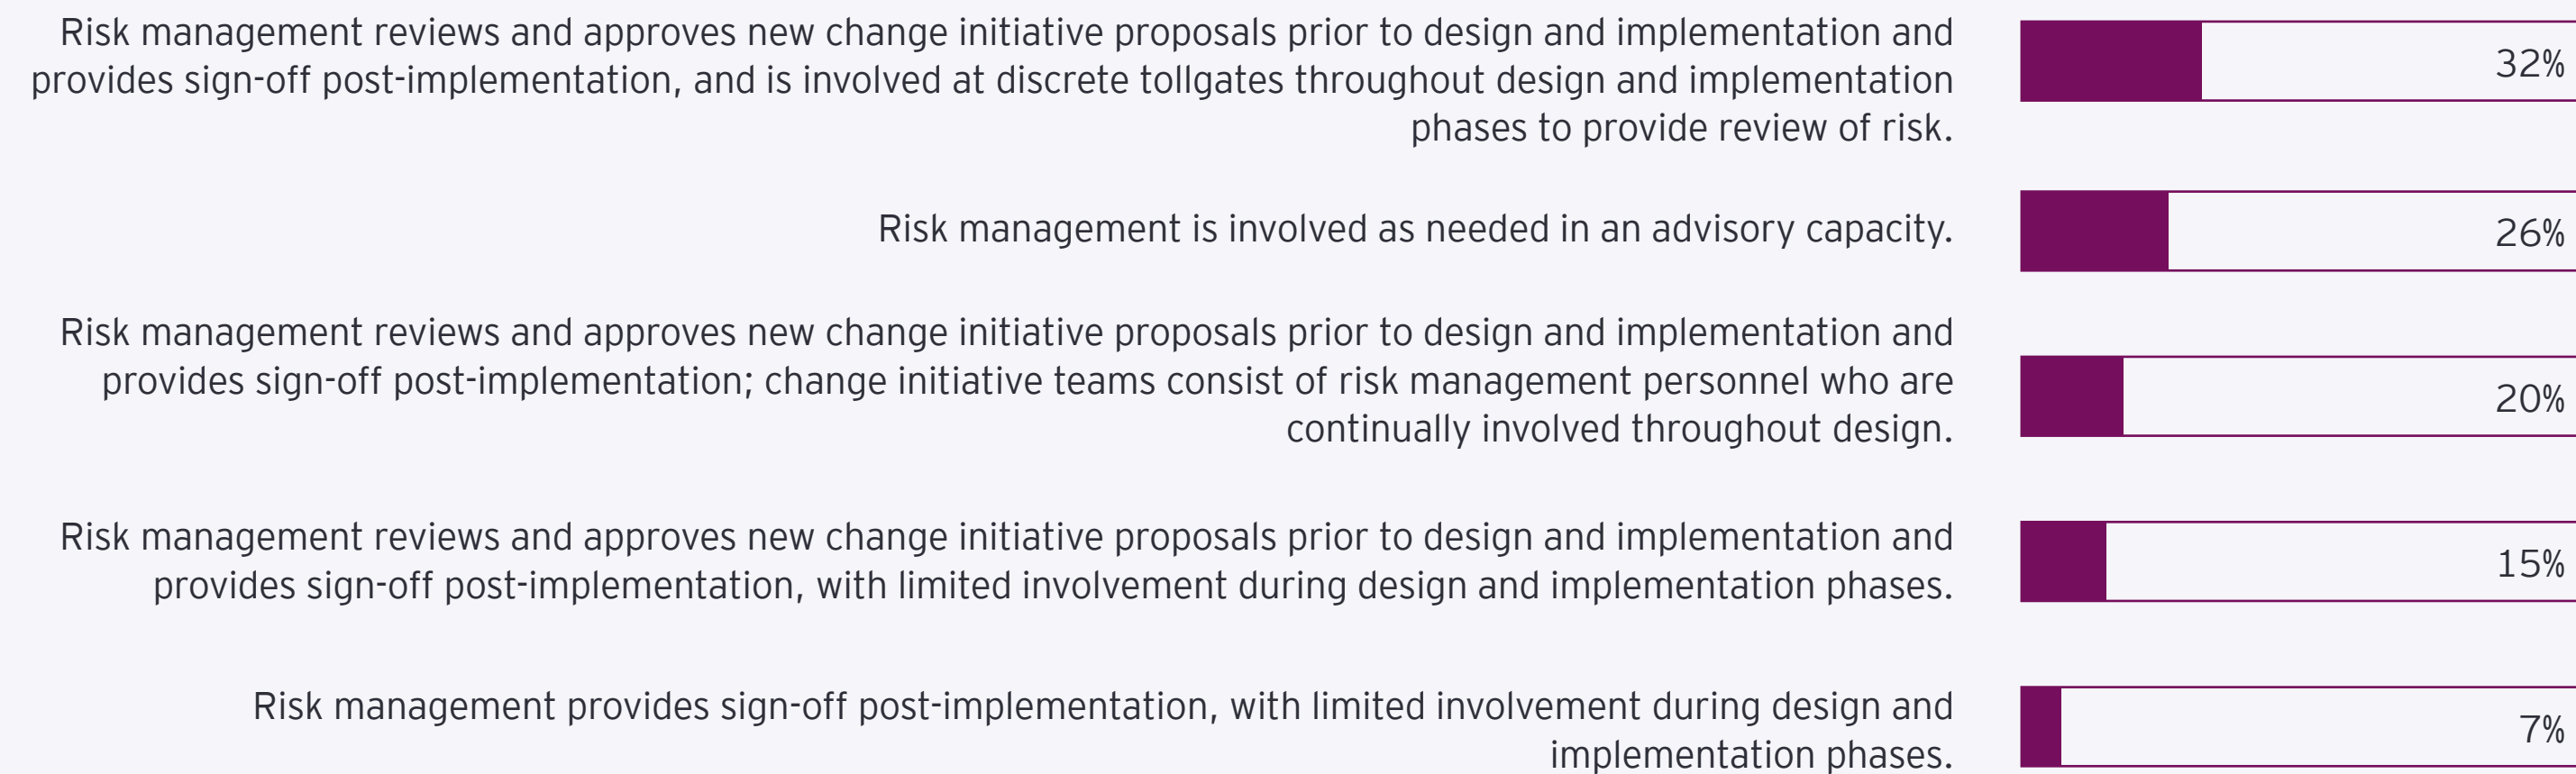 Risk management reviews and approves new change initiative proposals prior to design and implementation and
provides sign-off post-implementation, and is involved at discrete tollgates throughout design and implementation
phases to provide review of risk.
32%
Risk management is involved as needed in an advisory capacity.
26%
Risk management reviews and approves new change initiative proposals prior to design and implementation and
provides sign-off post-implementation; change initiative teams consist of risk management personnel who are
continually involved throughout design.
20%
Risk management reviews and approves new change initiative proposals prior to design and implementation and
provides sign-off post-implementation, with limited involvement during design and implementation phases.
15%
Risk management provides sign-off post-implementation, with limited involvement during design and
implementation phases.
7%